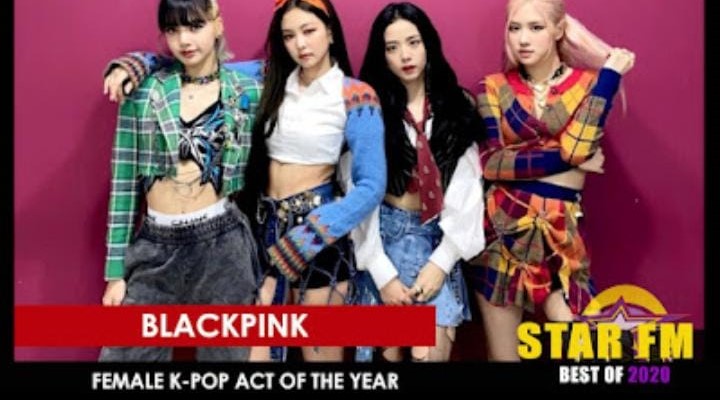 BLACKPINK
FEMALE K-POP ACT OF THE YEAR
STAR FM
BEST OF 2020